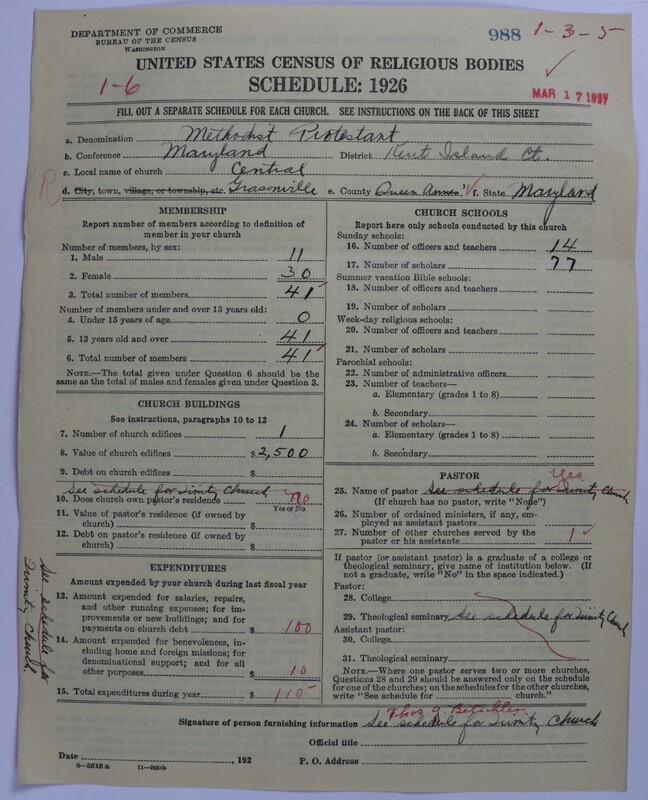 DEPARTMENT OF COMMERCE
BUREAU OF THE CENSUS
WASHINGTON
988 1-3-5
UNITED STATES CENSUS OF RELIGIOUS BODIES
1-6 SCHEDULE: 1926
MAR 17 1927
FILL OUT A SEPARATE SCHEDULE FOR EACH CHURCH. SEE INSTRUCTIONS ON THE BACK OF THIS SHEET
a. Denomination Methodist Protestant
b. Conference Maryland District Kent Island Ct.
c. Local name of church Central
R d. City, town, village, or township, etc Grasonville e. County Queen Annes' f. State Maryland
MEMBERSHIP
Report number of members according to definition of
member in your church
Number of members, by sex:
1. Male 11
2. Female 30
3. Total number of members 41
Number of members under and over 13 years old:
4. Under 13 years of age 0
5. 13 years old and over 41
6. Total number of members 41
NOTE.—The total given under Question 6 should be
the same as the total of males and females given under Question 3.
CHURCH BUILDINGS
See instructions, paragraphs 10 to 12
7. Number of church edifices 1
8. Value of church edifices $2,500
9. Debt on church edifices $
See schedule for Trinity Church
10. Does church own pastor's residence No
Yes or No
11. Value of pastor's residence (if owned by
church) $
12. Debt on pastor's residence (if owned by
church) $
EXPENDITURES
Amount expended by your church during last fiscal year
13. Amount expended for salaries, repairs,
and other running expenses; for im-
provements or new buildings; and for
payments on church debt $ 100
14. Amount expended for benevolences, in-
cluding home and foreign missions; for
denominational support; and for all
other purposes $ 10
15. Total expenditures during year $ 110
See schedule for
Trinity Church.
CHURCH SCHOOLS
Report here only schools conducted by this church
Sunday schools:
16. Number of officers and teachers 14
17. Number of scholars 77
Summer vacation Bible schools:
18. Number of officers and teachers
19. Number of scholars
Week-day religious schools:
20. Number of officers and teachers
21. Number of scholars
Parochial schools:
22. Number of administrative officers
23. Number of teachers—
a. Elementary (grades 1 to 8)
b. Secondary
24. Number of scholars—
a. Elementary (grades 1 to 8)
b. Secondary
PASTOR
Yes
25. Name of pastor See schedule for Trinity Church
(If church has no pastor, write "None")
26. Number of ordained ministers, if any, em-
ployed as assistant pastors
27. Number of other churches served by the
pastor or his assistants 1
If pastor (or assistant pastor) is a graduate of a college or
theological seminary, give name of institution below. (If
not a graduate, write "No" in the space indicated.)
Pastor:
28. College
29. Theological seminary See schedule for Trinity Church
Assistant pastor:
30. College
31. Theological seminary
NOTE.—Where one pastor serves two or more churches,
Questions 28 and 29 should be answered only on the schedule
for one of the churches; on the schedules for the other churches,
write "See schedule for church."
Signature of person furnishing information See schedule for Trinity Church
Official title
Date , 192 P. O. Address